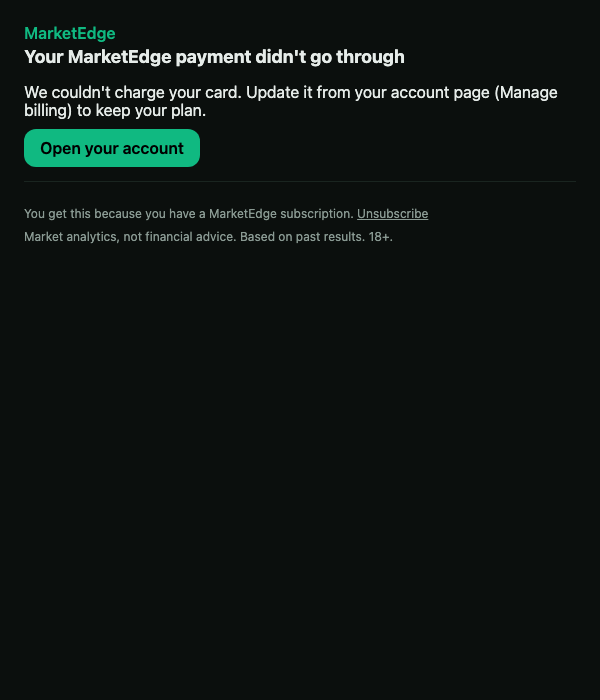 MarketEdge
Your MarketEdge payment didn't go through
We couldn't charge your card. Update it from your account page (Manage
billing) to keep your plan.
Open your account
You get this because you have a MarketEdge subscription. Unsubscribe
Market analytics, not financial advice. Based on past results. 18+.